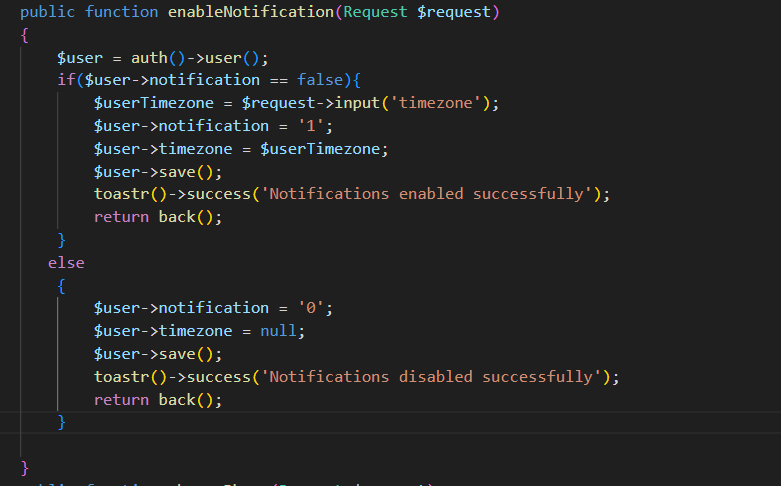 public function enableNotification(Request $request)
{
$user = auth()->user();
if($user->notification == false){
$userTimezone = $request->input('timezone');
$user->notification = '1';
$user->timezone = $userTimezone;
$user->save();
toastr()->success('Notifications enabled successfully');
return back();
}
else
{
$user->notification = '0';
$user->timezone = null;
$user->save();
toastr()->success('Notifications disabled successfully');
return back();
}
}